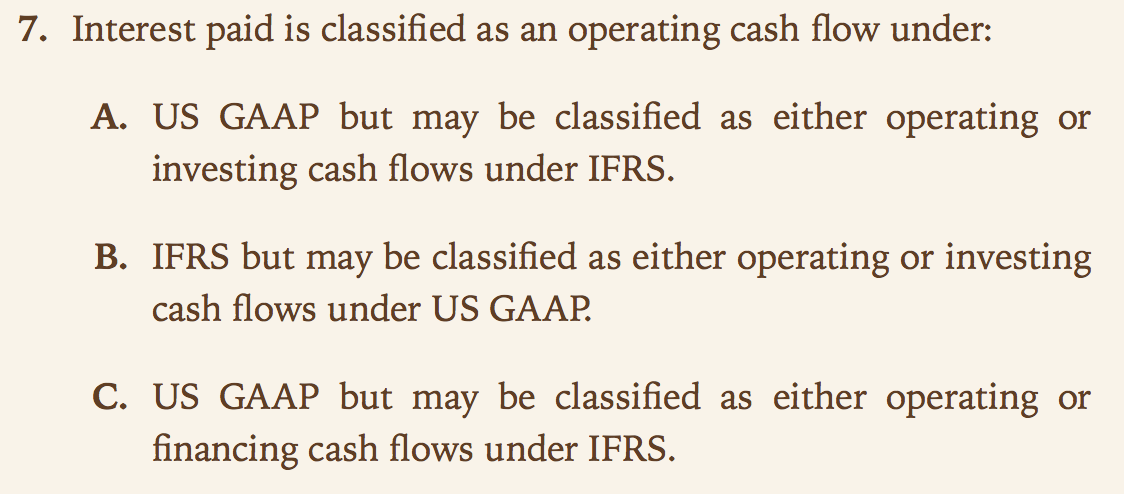 7. Interest paid is classified as an operating cash flow under:
A. US GAAP but may be classified as either operating or
investing cash flows under IFRS.
B. IFRS but may be classified as either operating or investing
cash flows under US GAAP.
C. US GAAP but may be classified as either operating or
financing cash flows under IFRS.